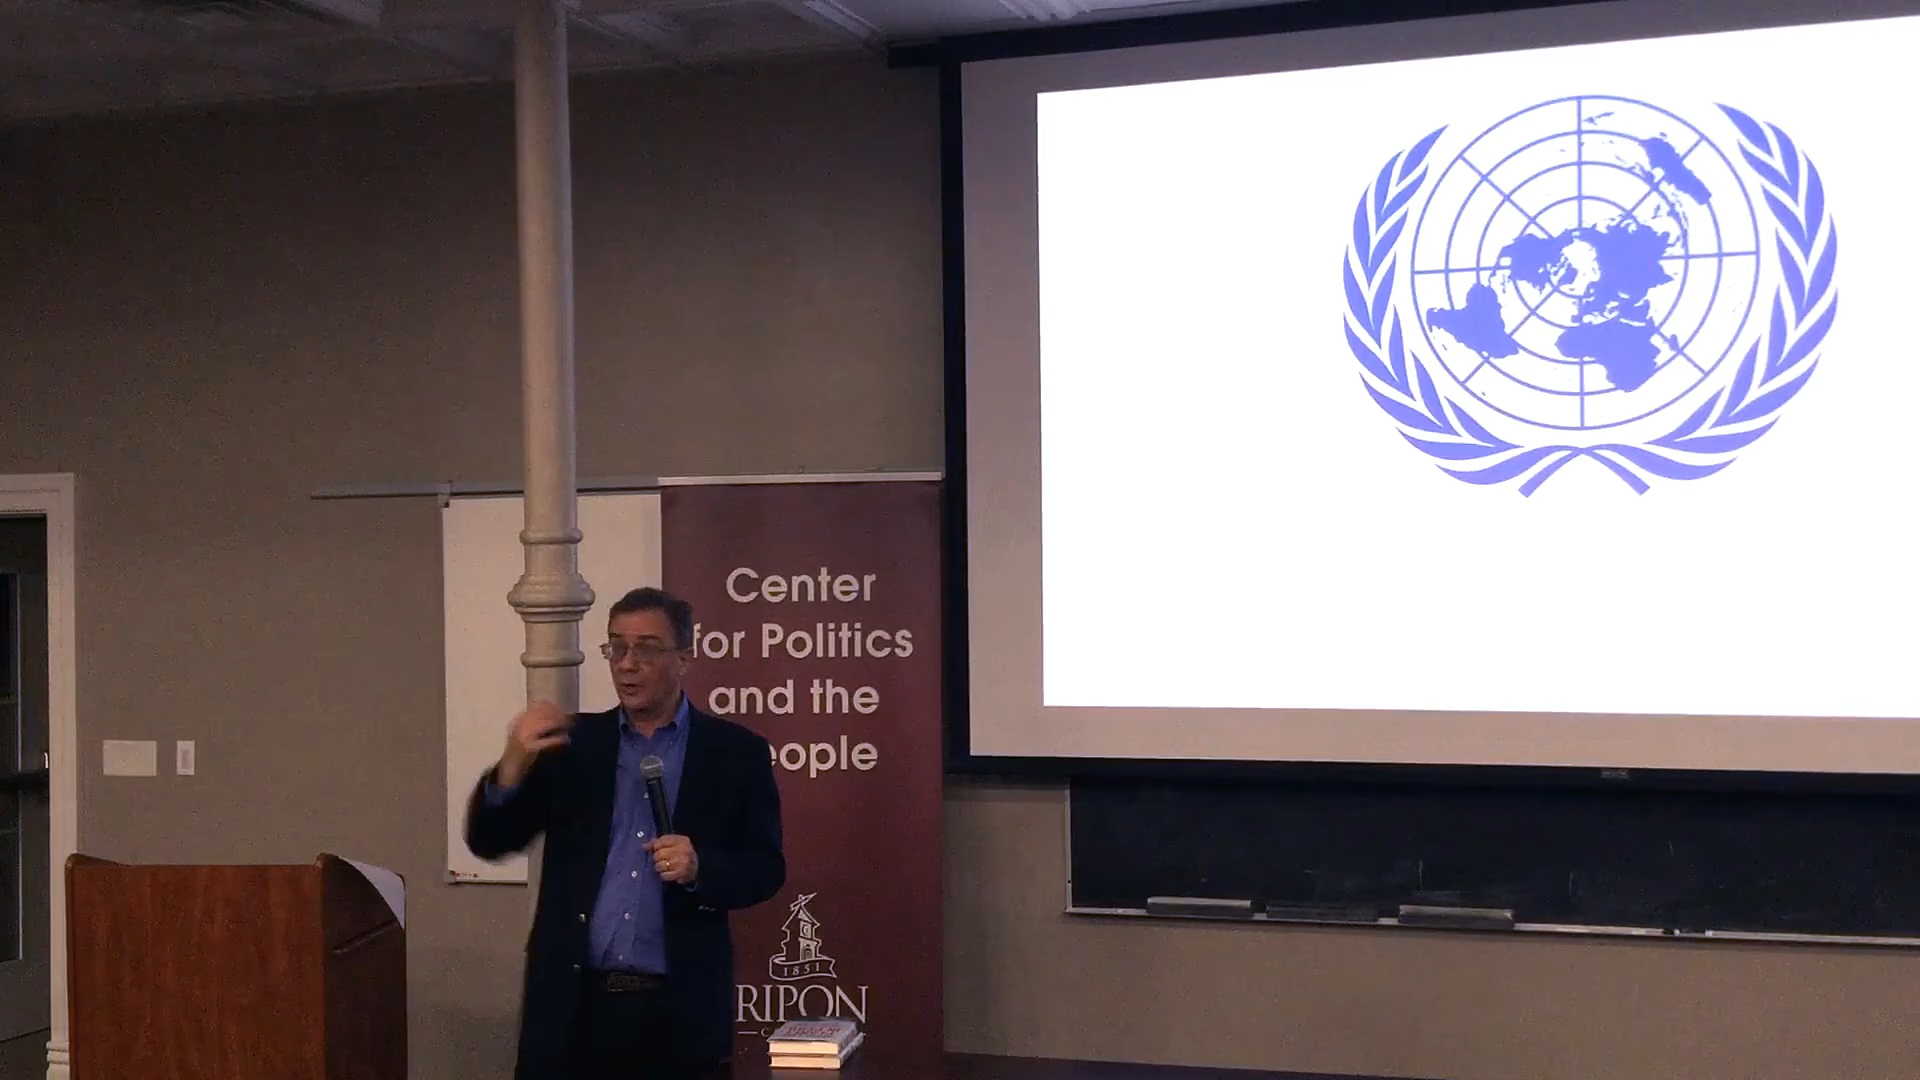 Center
for Politics
and the
eople
1851
RIPON